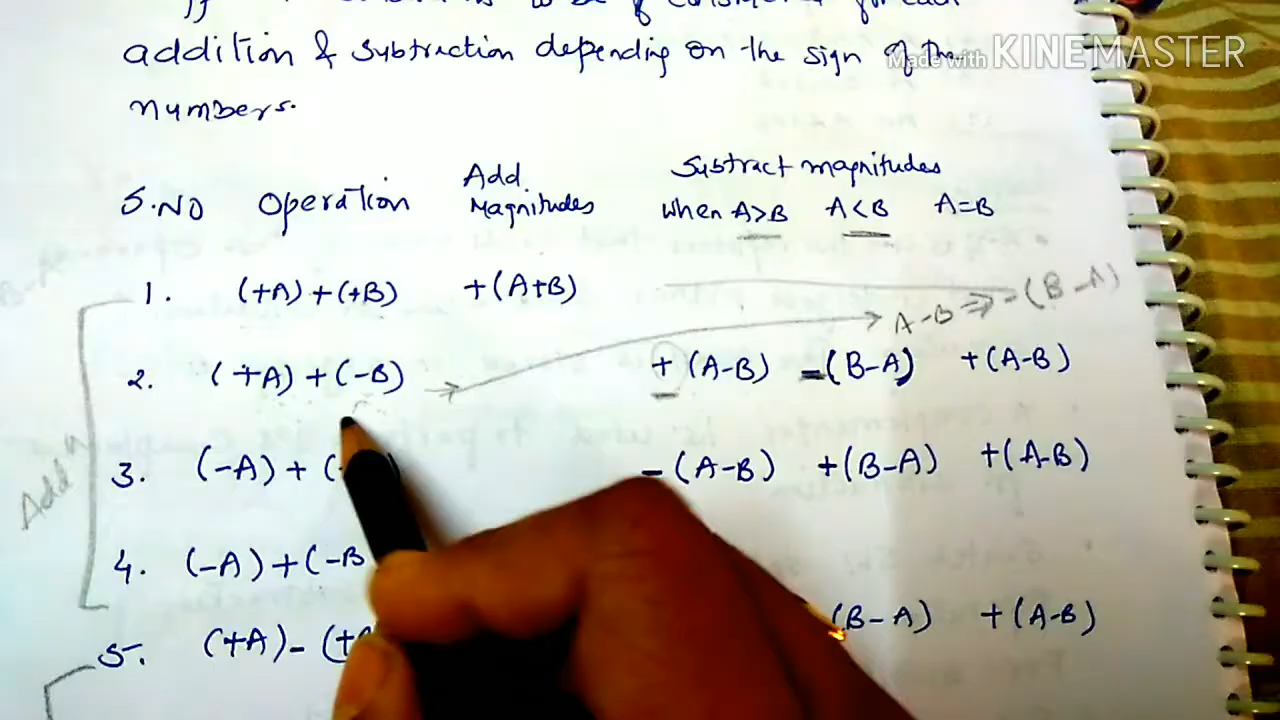 addition & subtraction depending on the sign of the
numbers.
Made with KINEMASTER
S.NO Operation Add Magnitudes Subtract magnitudes
when A>B A<B A=B
1. (+A)+(+B) +(A+B)
A-B ⇒ -(B-A)
2. (+A)+(-B) +(A-B) -(B-A) +(A-B)
3. (-A)+(- -(A-B) +(B-A) +(A-B)
4. (-A)+(-B
5. (+A)-(+ (B-A) +(A-B)
Add